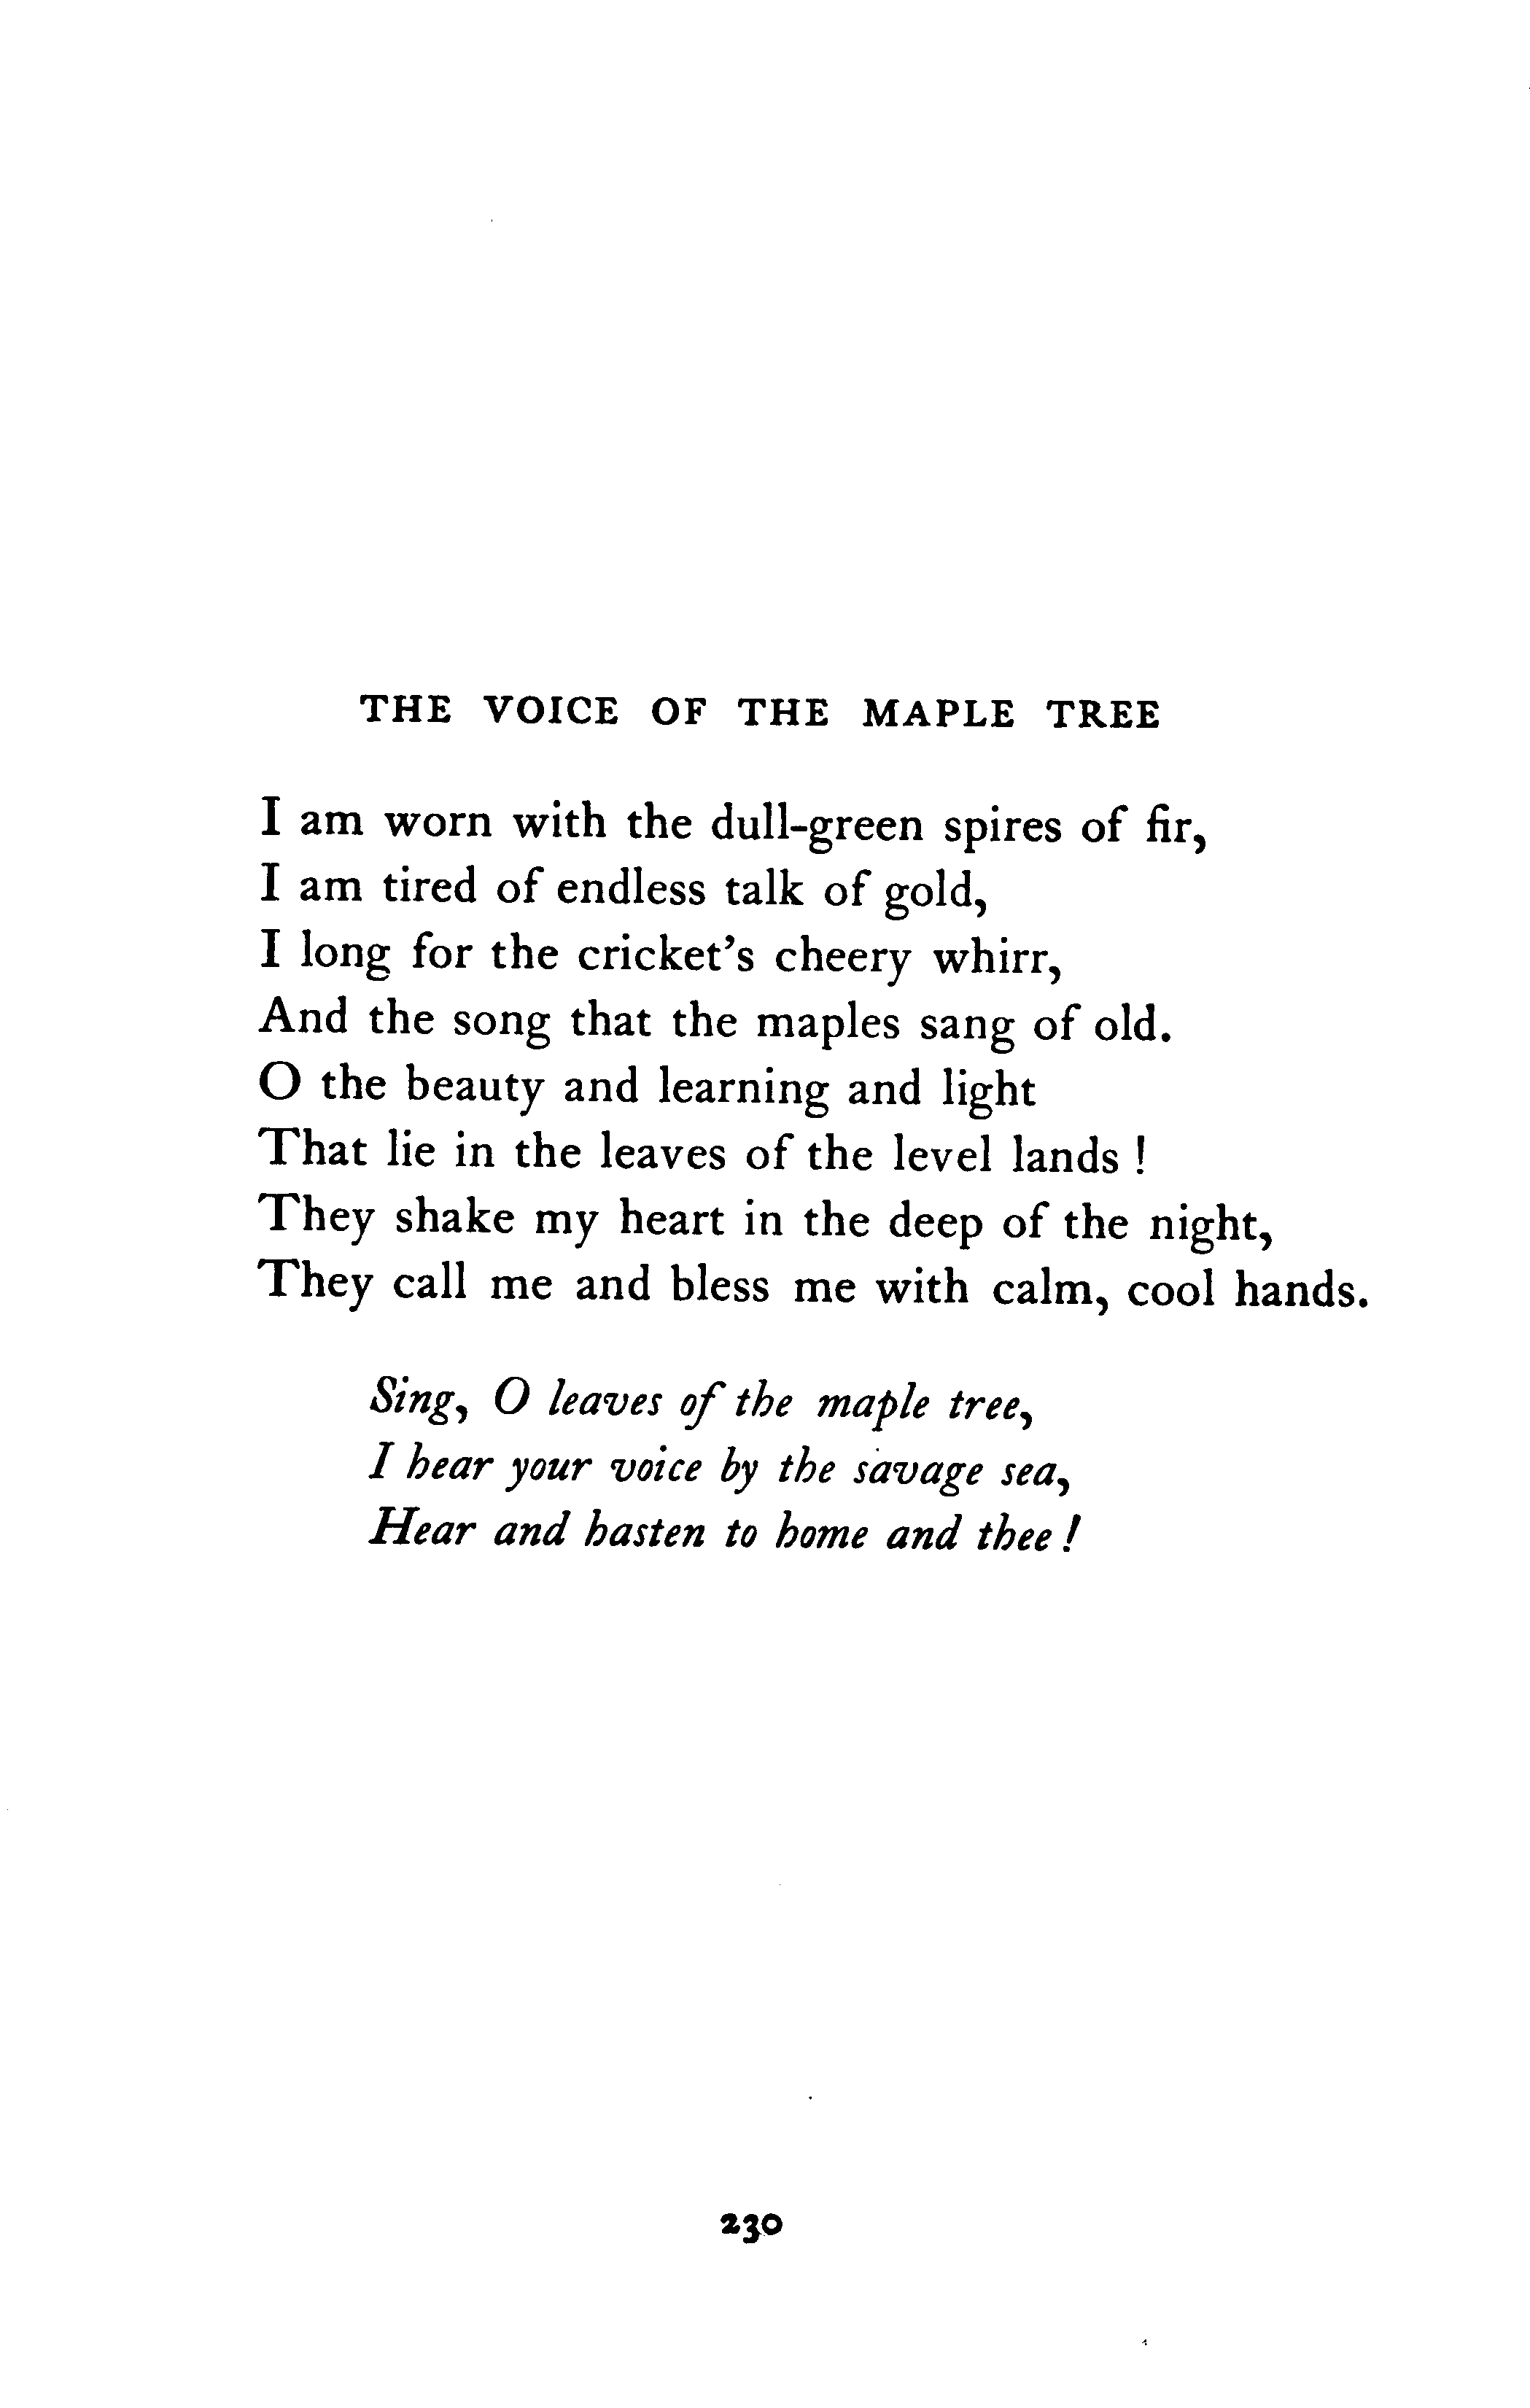 THE VOICE OF THE MAPLE TREE
I am worn with the dull-green spires of fir,
I am tired of endless talk of gold,
I long for the cricket's cheery whirr,
And the song that the maples sang of old.
O the beauty and learning and light
That lie in the leaves of the level lands !
They shake my heart in the deep of the night,
They call me and bless me with calm, cool hands.
Sing, O leaves of the maple tree,
I hear your voice by the savage sea,
Hear and hasten to home and thee !
230